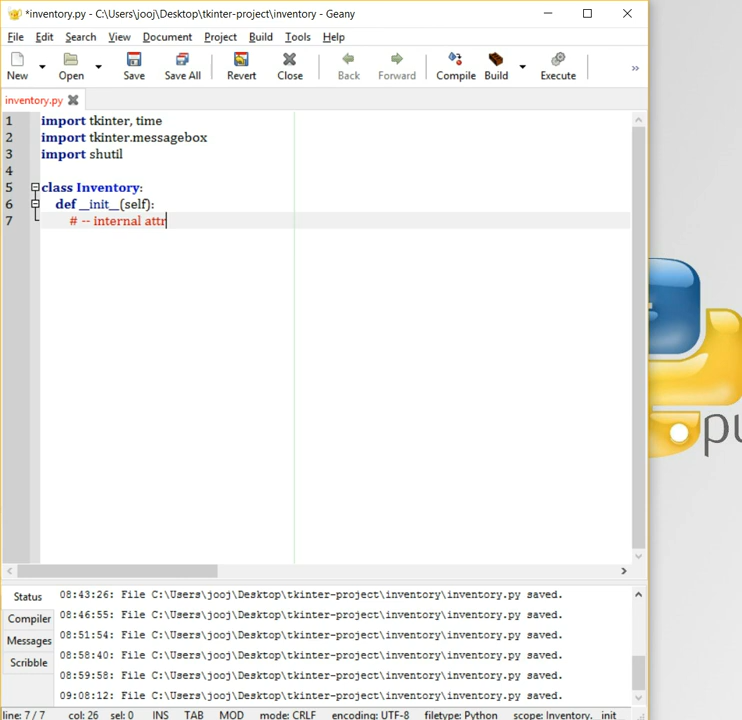 *inventory.py - C:\Users\jooj\Desktop\tkinter-project\inventory - Geany
File Edit Search View Document Project Build Tools Help
New Open Save Save All Revert Close Back Forward Compile Build Execute »
inventory.py
1 import tkinter, time
2 import tkinter.messagebox
3 import shutil
4
5 class Inventory:
6 def __init__(self):
7 # -- internal attr
Status
Compiler
Messages
Scribble
08:43:26: File C:\Users\jooj\Desktop\tkinter-project\inventory\inventory.py saved.
08:46:55: File C:\Users\jooj\Desktop\tkinter-project\inventory\inventory.py saved.
08:51:54: File C:\Users\jooj\Desktop\tkinter-project\inventory\inventory.py saved.
08:58:40: File C:\Users\jooj\Desktop\tkinter-project\inventory\inventory.py saved.
08:59:58: File C:\Users\jooj\Desktop\tkinter-project\inventory\inventory.py saved.
09:08:12: File C:\Users\jooj\Desktop\tkinter-project\inventory\inventory.py saved.
line: 7 / 7 col: 26 sel: 0 INS TAB MOD mode: CRLF encoding: UTF-8 filetype: Python scope: Inventory.__init__